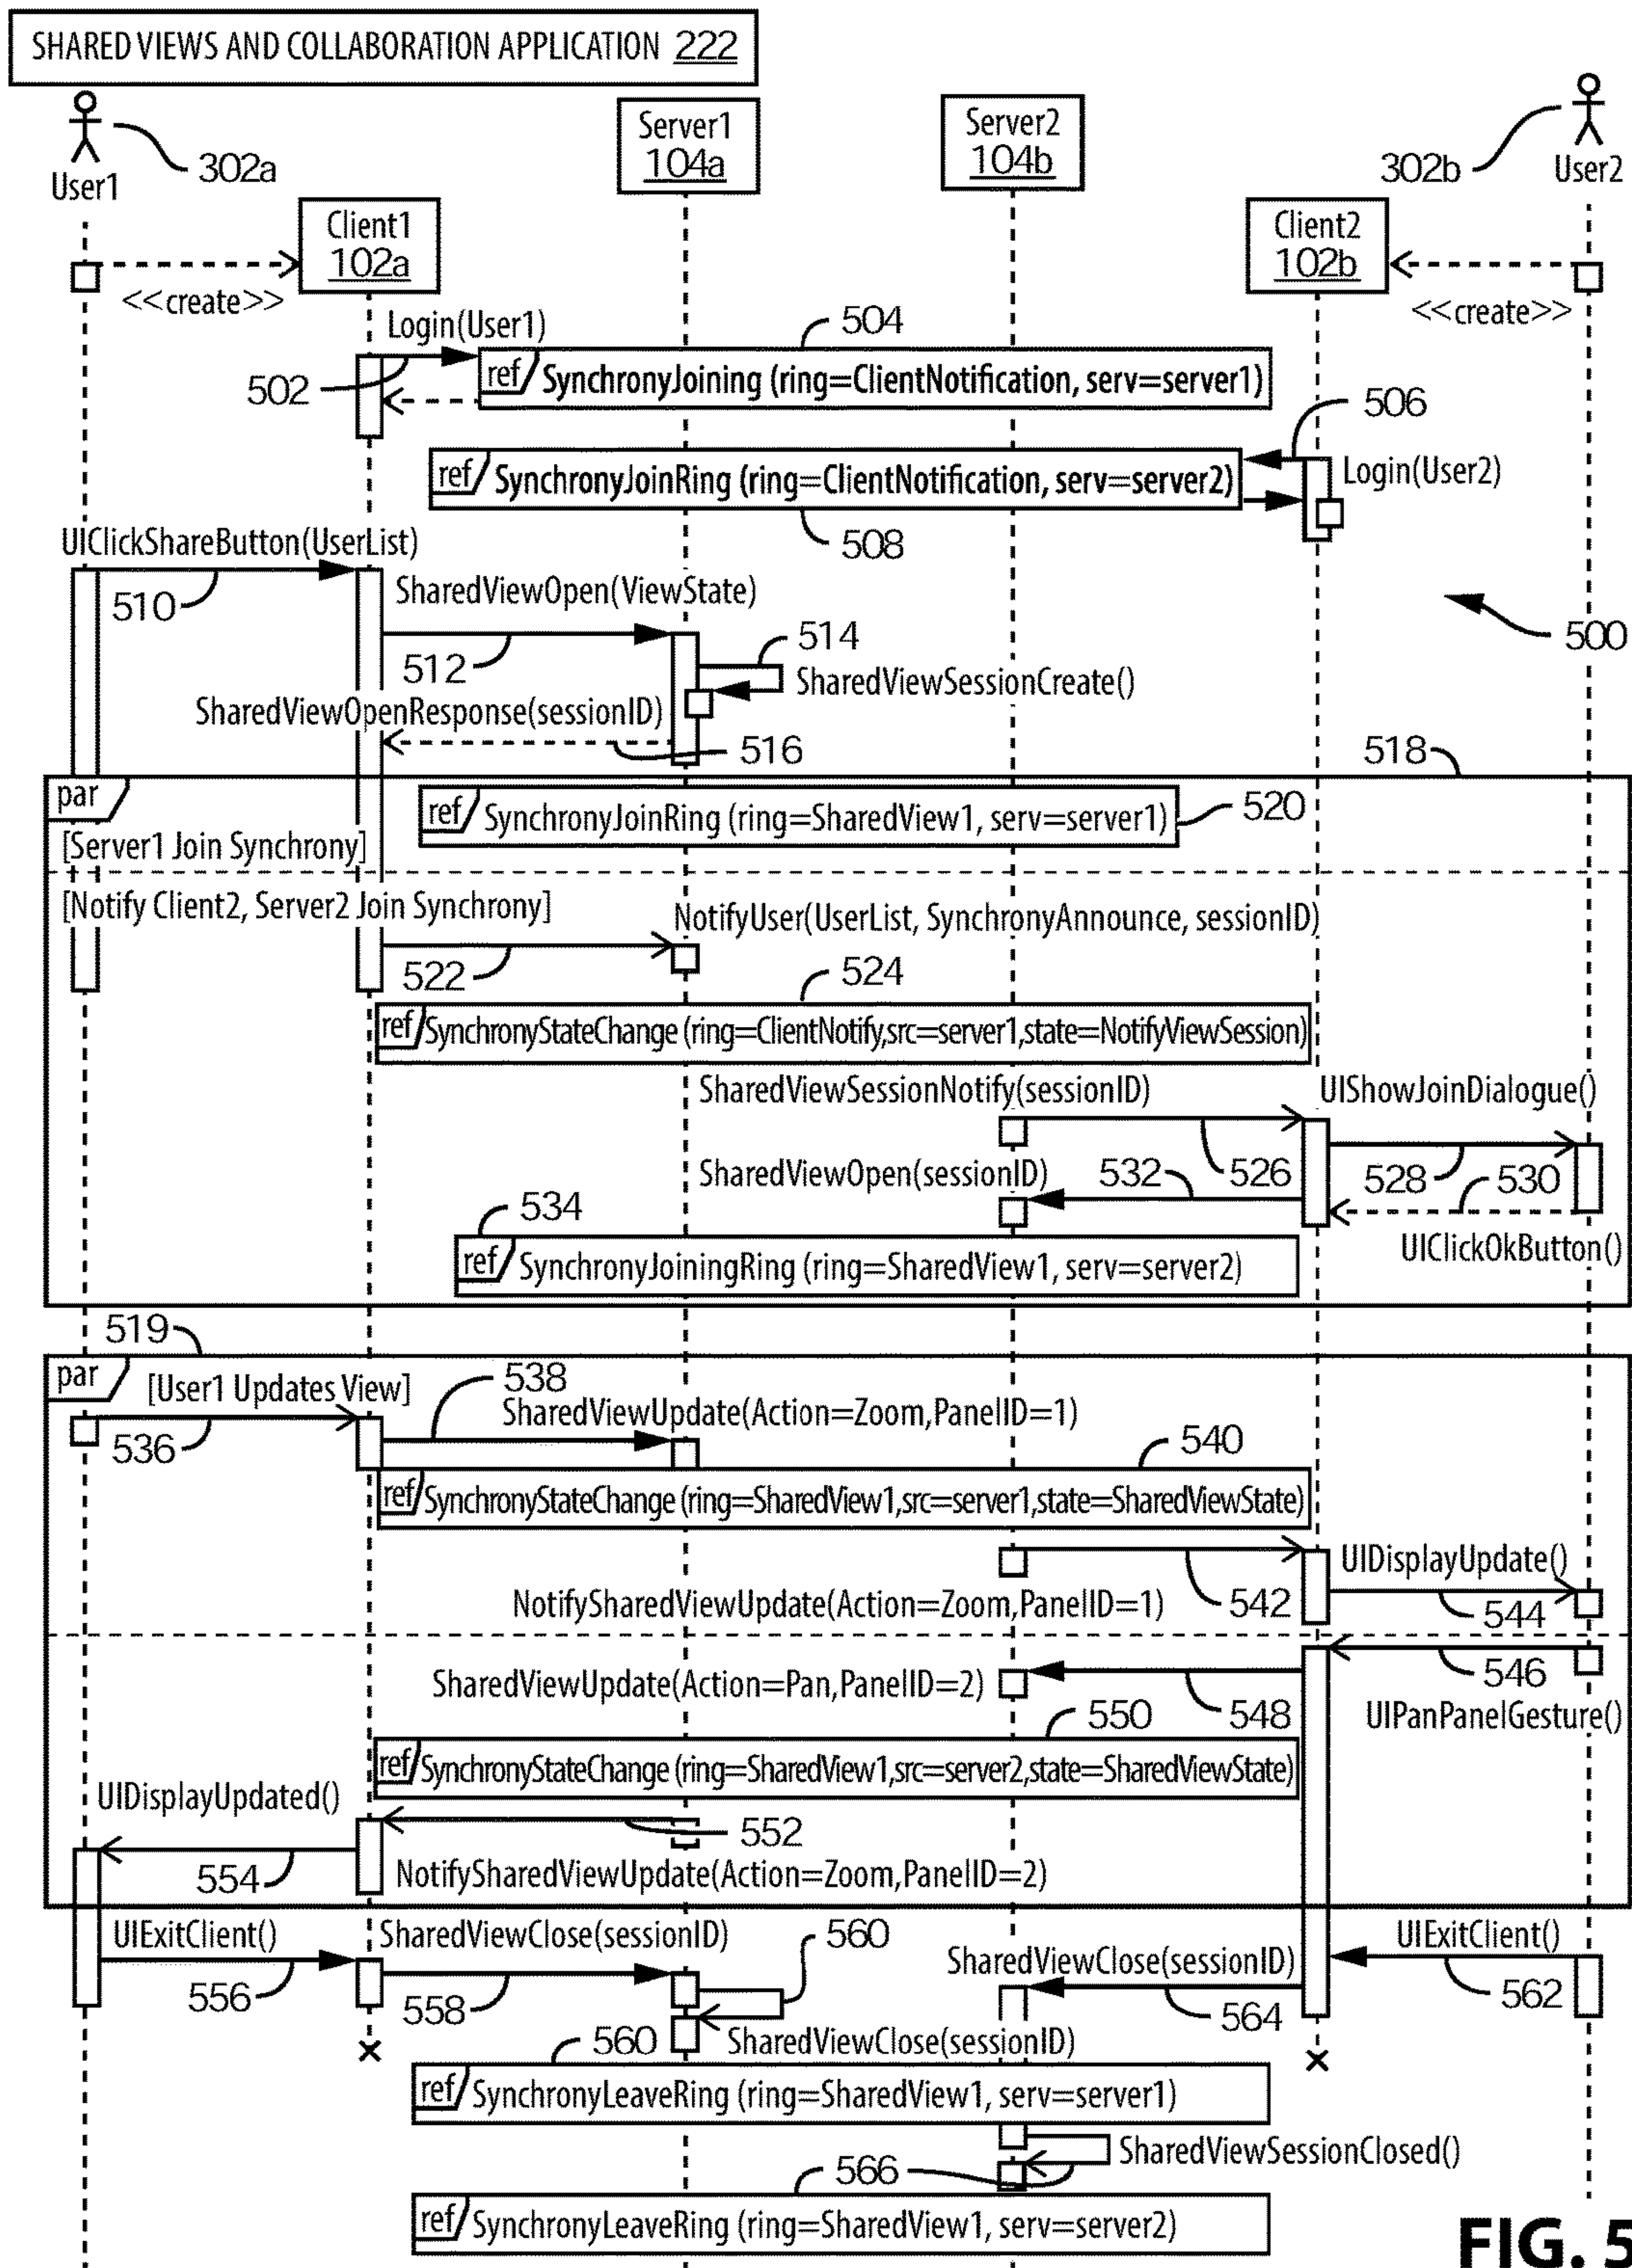 SHARED VIEWS AND COLLABORATION APPLICATION 222
User1
302a
Server1
104a
Server2
104b
302b
User2
Client1
102a
Client2
102b
<<create>>
<<create>>
Login(User1)
502
504
ref SynchronyJoining (ring=ClientNotification, serv=server1)
506
ref SynchronyJoinRing (ring=ClientNotification, serv=server2)
Login(User2)
508
UIClickShareButton(UserList)
510
SharedViewOpen(ViewState)
500
512
514
SharedViewSessionCreate()
SharedViewOpenResponse(sessionID)
516
518
par
ref SynchronyJoinRing (ring=SharedView1, serv=server1)
520
[Server1 Join Synchrony]
[Notify Client2, Server2 Join Synchrony]
NotifyUser(UserList, SynchronyAnnounce, sessionID)
522
524
ref SynchronyStateChange (ring=ClientNotify,src=server1,state=NotifyViewSession)
SharedViewSessionNotify(sessionID)
UIShowJoinDialogue()
SharedViewOpen(sessionID)
532
526
528
530
534
UIClickOkButton()
ref SynchronyJoiningRing (ring=SharedView1, serv=server2)
519
par
[User1 Updates View]
538
SharedViewUpdate(Action=Zoom,PanelID=1)
536
540
ref SynchronyStateChange (ring=SharedView1,src=server1,state=SharedViewState)
UIDisplayUpdate()
NotifySharedViewUpdate(Action=Zoom,PanelID=1)
542
544
SharedViewUpdate(Action=Pan,PanelID=2)
546
548
550
UIPanPanelGesture()
ref SynchronyStateChange (ring=SharedView1,src=server2,state=SharedViewState)
UIDisplayUpdated()
552
554
NotifySharedViewUpdate(Action=Zoom,PanelID=2)
UIExitClient()
SharedViewClose(sessionID)
560
SharedViewClose(sessionID)
UIExitClient()
556
558
564
562
560
SharedViewClose(sessionID)
ref SynchronyLeaveRing (ring=SharedView1, serv=server1)
SharedViewSessionClosed()
566
ref SynchronyLeaveRing (ring=SharedView1, serv=server2)
FIG. 5